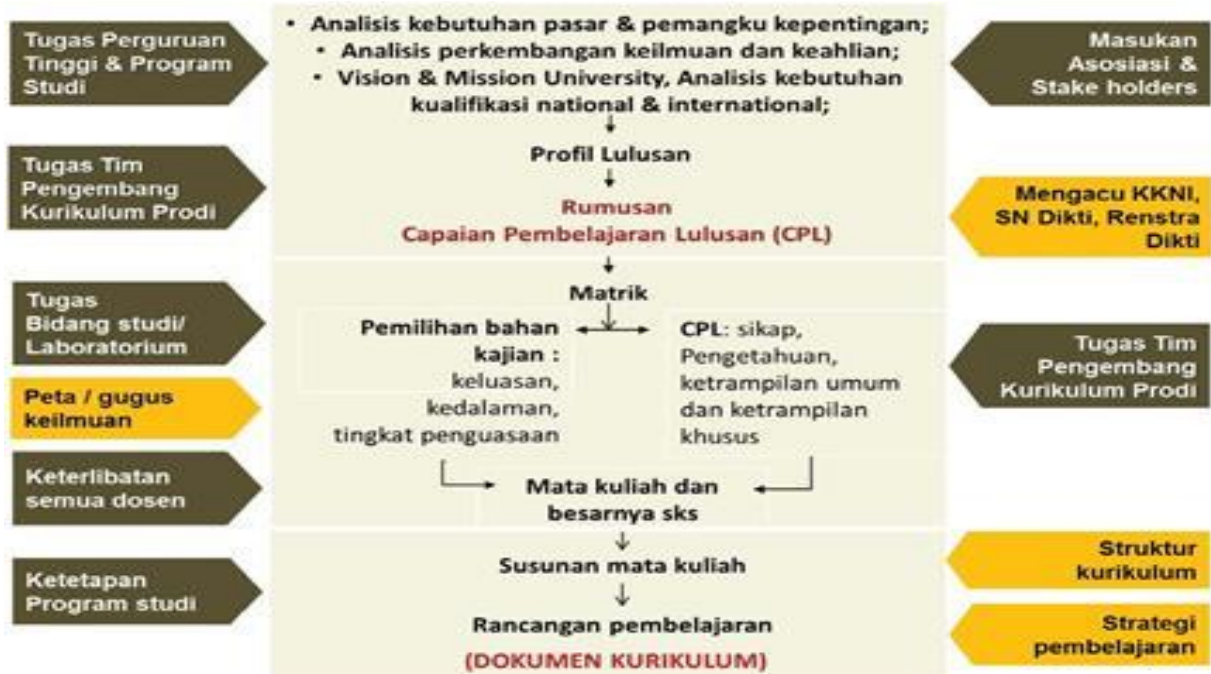 Tugas Perguruan
Tinggi & Program
Studi
• Analisis kebutuhan pasar & pemangku kepentingan;
• Analisis perkembangan keilmuan dan keahlian;
• Vision & Mission University, Analisis kebutuhan
kualifikasi national & international;
Masukan
Asosiasi &
Stake holders
Tugas Tim
Pengembang
Kurikulum Prodi
Profil Lulusan
Rumusan
Capaian Pembelajaran Lulusan (CPL)
Mengacu KKNI,
SN Dikti, Renstra
Dikti
Tugas
Bidang studi/
Laboratorium
Peta / gugus
keilmuan
Keterlibatan
semua dosen
Matrik
Pemilihan bahan
kajian :
keluasan,
kedalaman,
tingkat penguasaan
CPL: sikap,
Pengetahuan,
ketrampilan umum
dan ketrampilan
khusus
Tugas Tim
Pengembang
Kurikulum Prodi
Mata kuliah dan
besarnya sks
Ketetapan
Program studi
Susunan mata kuliah
Rancangan pembelajaran
(DOKUMEN KURIKULUM)
Struktur
kurikulum
Strategi
pembelajaran